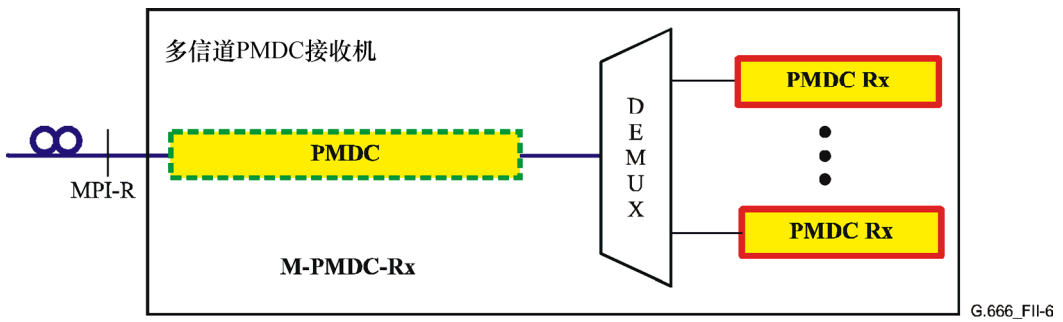 多信道PMDC接收机
PMDC Rx
DEMUX
PMDC
MPI-R
PMDC Rx
M-PMDC-Rx
G.666_FII-6